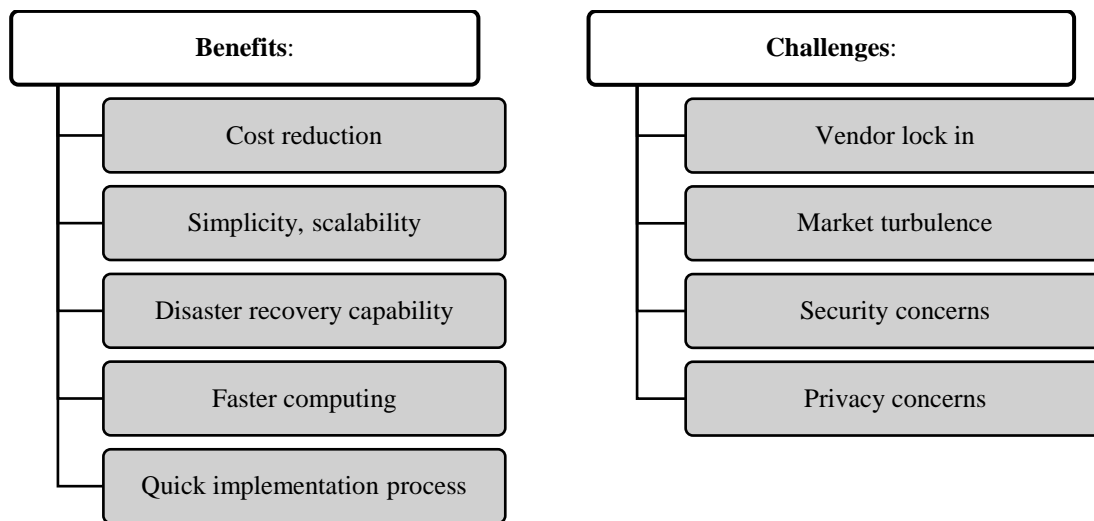 Benefits:
Cost reduction
Simplicity, scalability
Disaster recovery capability
Faster computing
Quick implementation process
Challenges:
Vendor lock in
Market turbulence
Security concerns
Privacy concerns